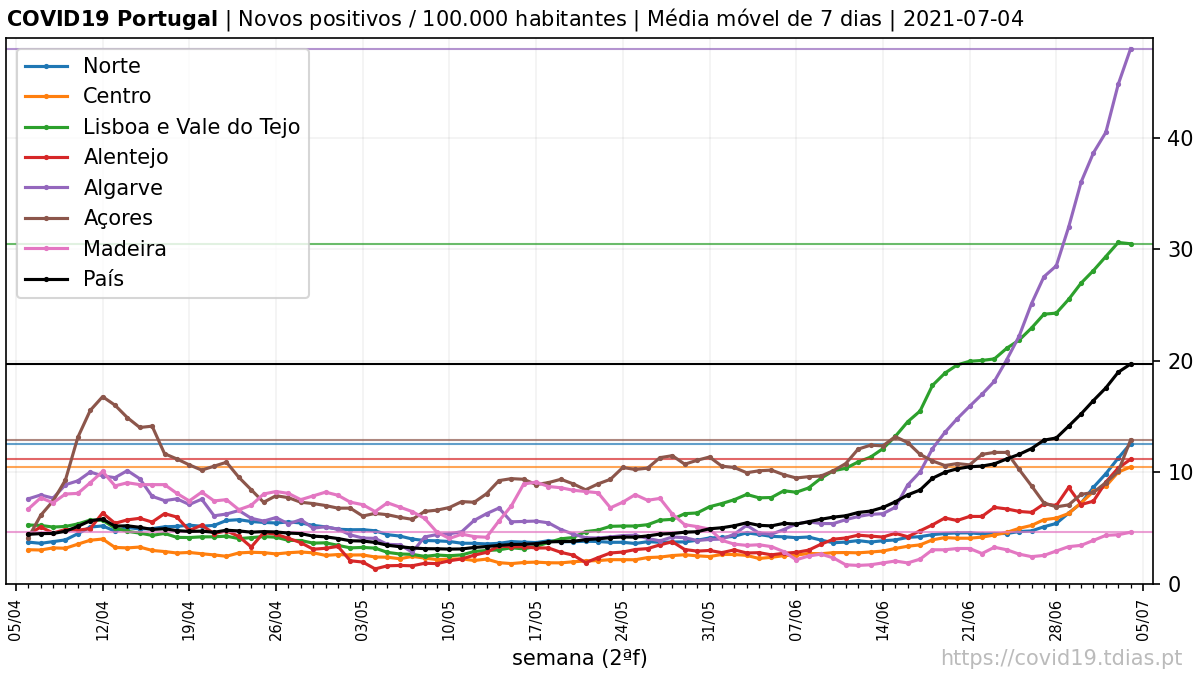 COVID19 Portugal | Novos positivos / 100.000 habitantes | Média móvel de 7 dias | 2021-07-04
Norte
Centro
Lisboa e Vale do Tejo
Alentejo
Algarve
Açores
Madeira
País
40
30
20
10
0
05/04
12/04
19/04
26/04
03/05
10/05
17/05
24/05
31/05
07/06
14/06
21/06
28/06
05/07
semana (2ªf)
https://covid19.tdias.pt